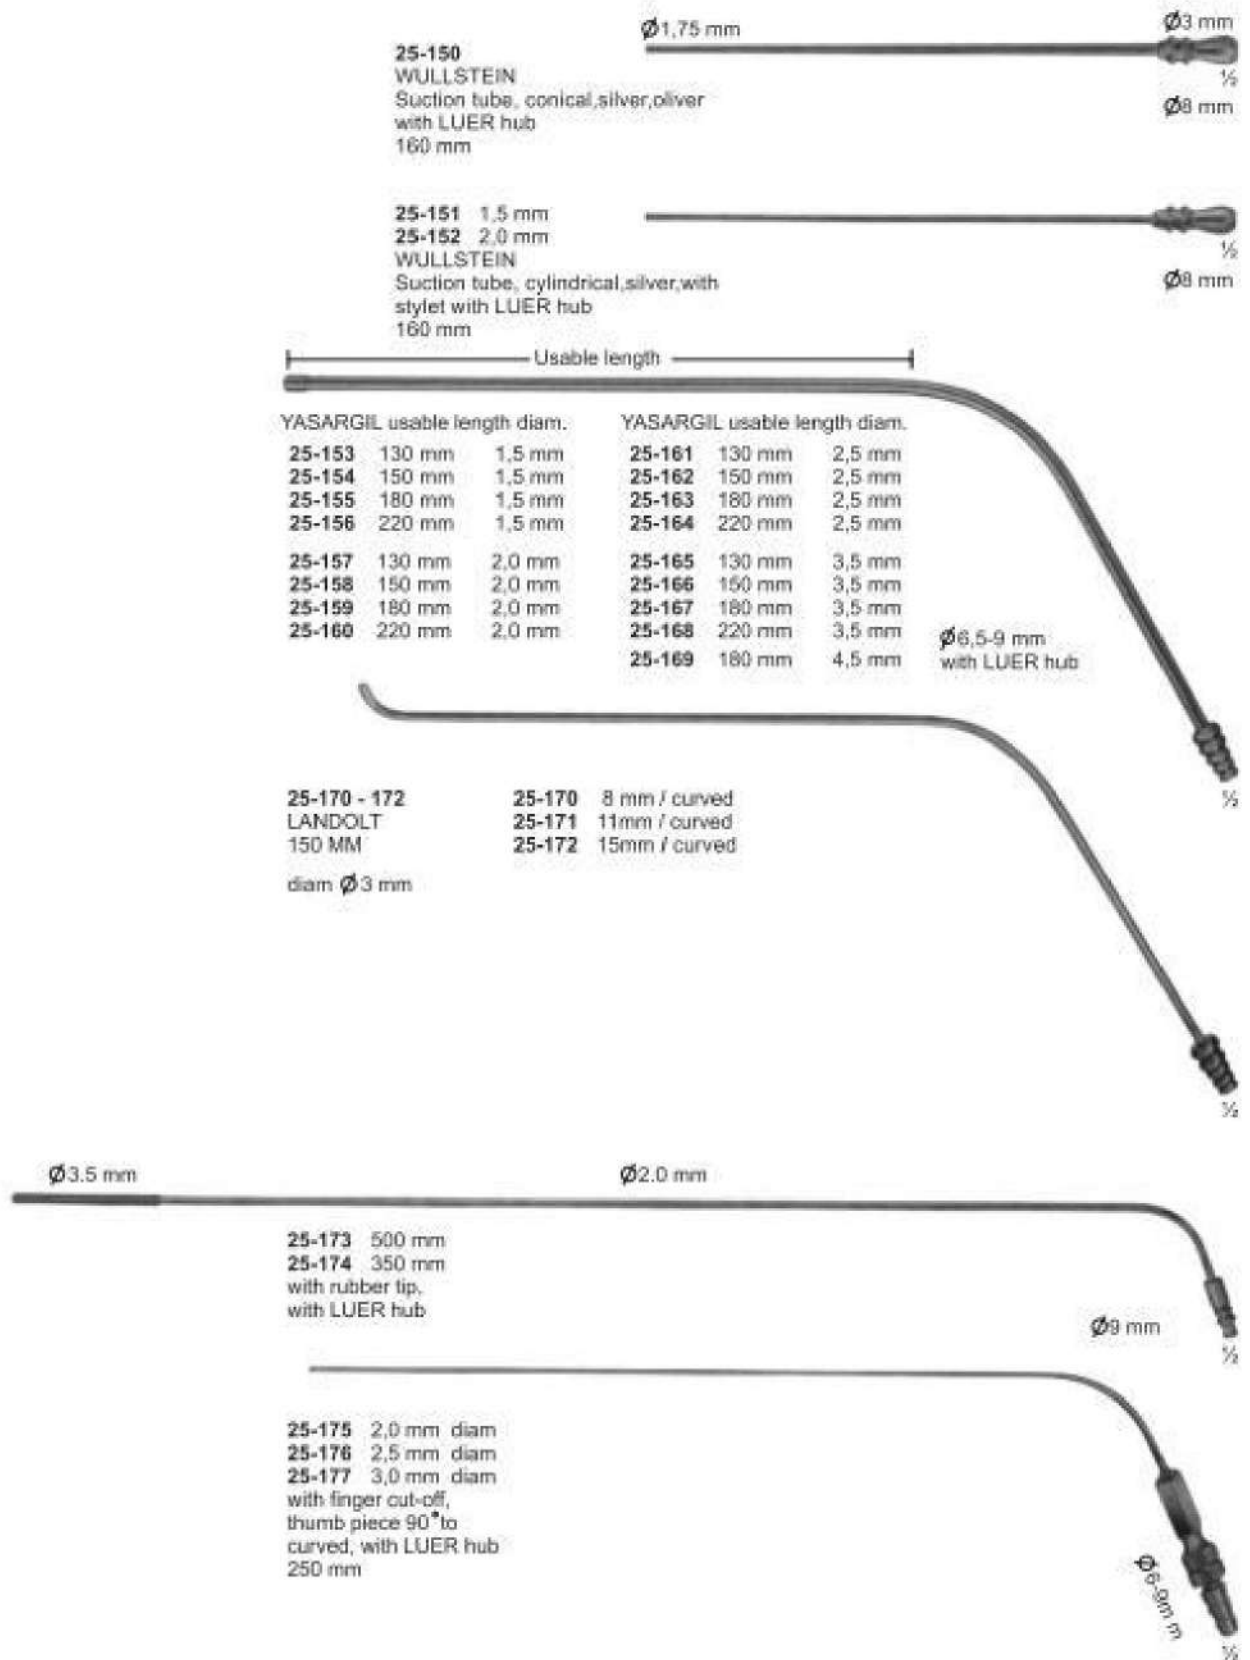 Ø1,75 mm
Ø3 mm
25-150
WULLSTEIN
Suction tube, conical,silver,oliver
with LUER hub
160 mm
½
Ø8 mm
25-151 1,5 mm
25-152 2,0 mm
WULLSTEIN
Suction tube, cylindrical,silver,with
stylet with LUER hub
160 mm
½
Ø8 mm
Usable length
YASARGIL usable length diam.
25-153 130 mm 1,5 mm
25-154 150 mm 1,5 mm
25-155 180 mm 1,5 mm
25-156 220 mm 1,5 mm
25-157 130 mm 2,0 mm
25-158 150 mm 2,0 mm
25-159 180 mm 2,0 mm
25-160 220 mm 2,0 mm
YASARGIL usable length diam.
25-161 130 mm 2,5 mm
25-162 150 mm 2,5 mm
25-163 180 mm 2,5 mm
25-164 220 mm 2,5 mm
25-165 130 mm 3,5 mm
25-166 150 mm 3,5 mm
25-167 180 mm 3,5 mm
25-168 220 mm 3,5 mm
25-169 180 mm 4,5 mm
Ø6,5-9 mm
with LUER hub
½
25-170 - 172
LANDOLT
150 MM
diam Ø3 mm
25-170 8 mm / curved
25-171 11mm / curved
25-172 15mm / curved
½
Ø3.5 mm
Ø2.0 mm
25-173 500 mm
25-174 350 mm
with rubber tip,
with LUER hub
Ø9 mm
½
25-175 2,0 mm diam
25-176 2,5 mm diam
25-177 3,0 mm diam
with finger cut-off,
thumb piece 90°to
curved, with LUER hub
250 mm
Ø6-9m m
½